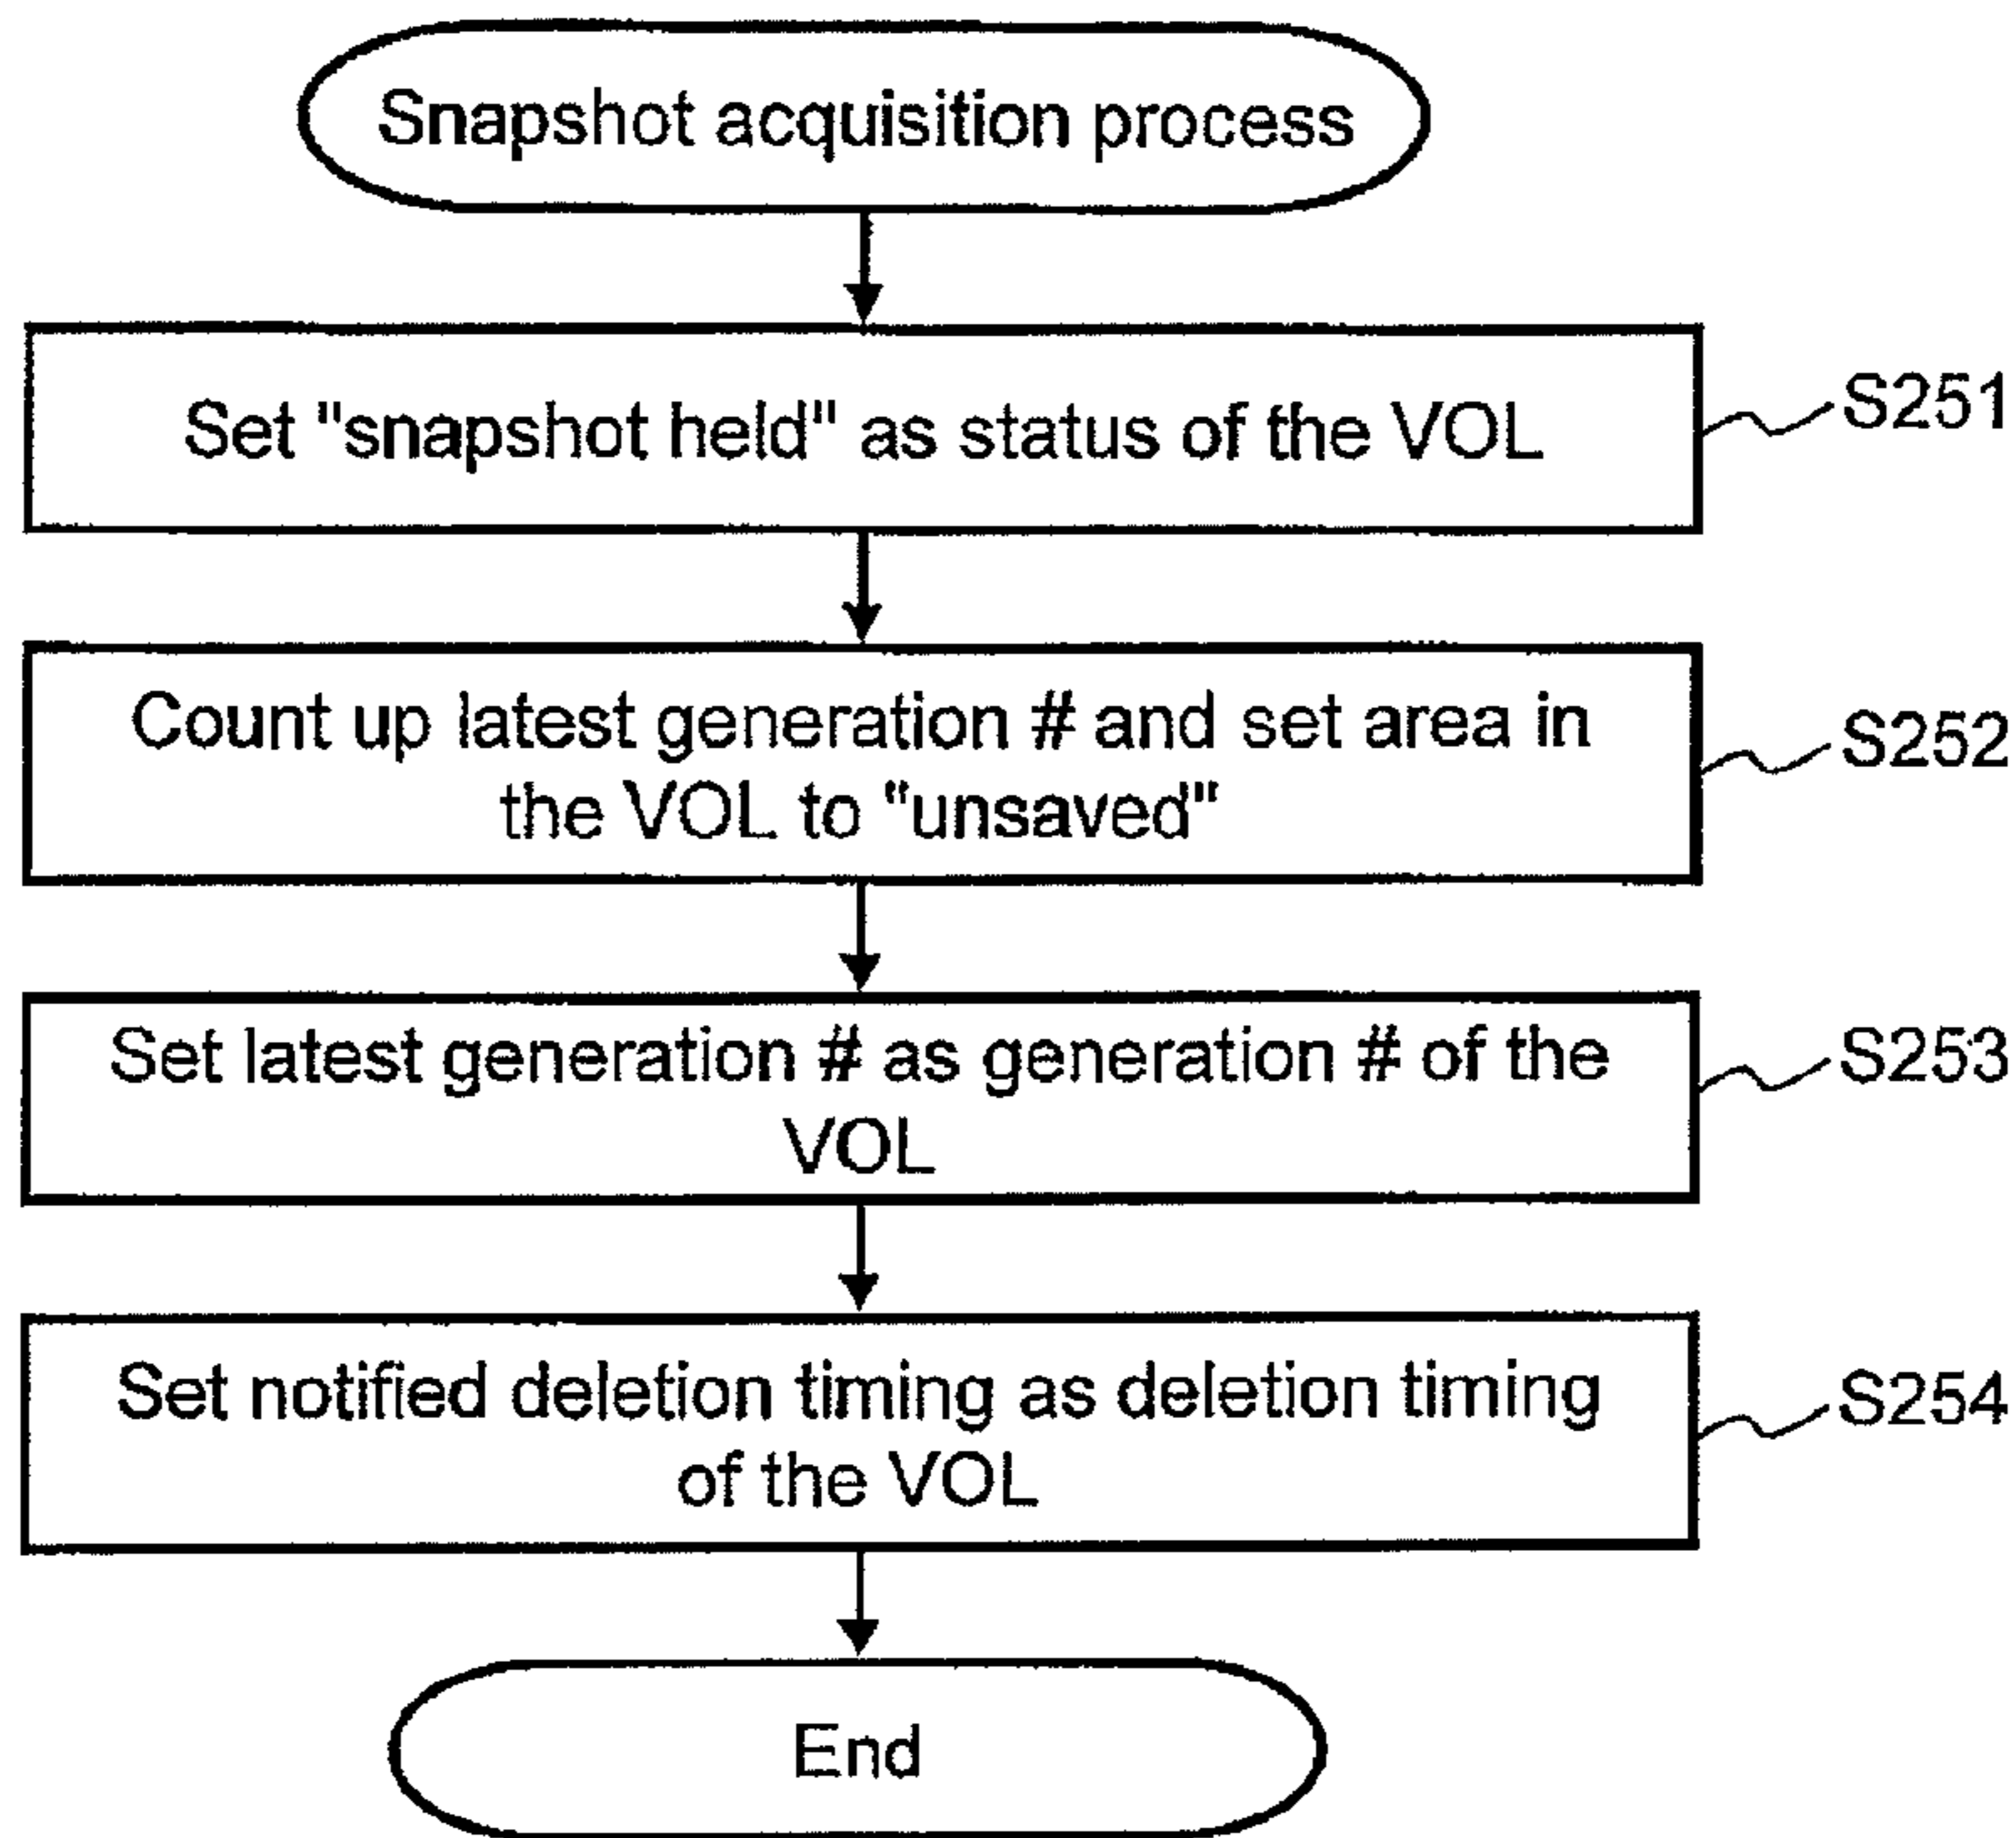 Snapshot acquisition process
Set "snapshot held" as status of the VOL
S251
Count up latest generation # and set area in
the VOL to "unsaved"
S252
Set latest generation # as generation # of the
VOL
S253
Set notified deletion timing as deletion timing
of the VOL
S254
End